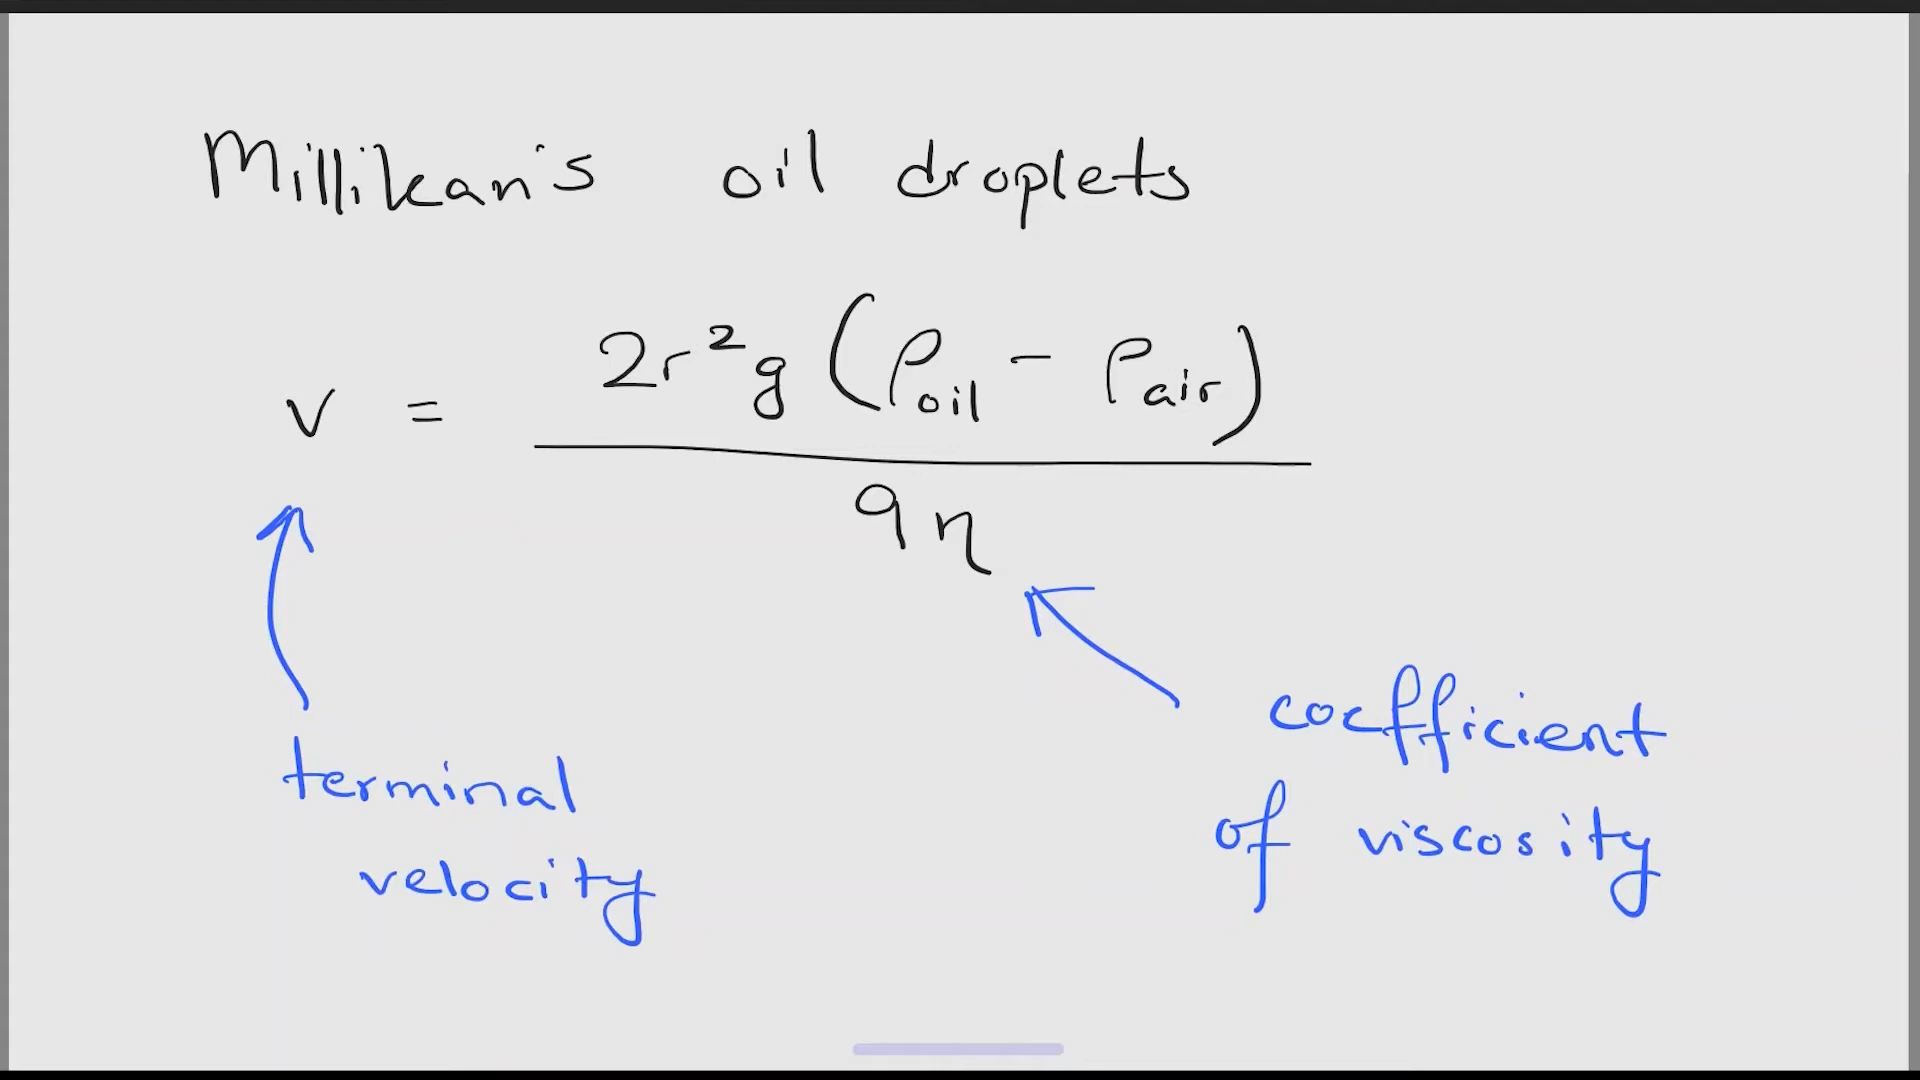 Millikan's oil droplets
v = 2r²g (ρoil - ρair)
9η
terminal
velocity
coefficient
of viscosity